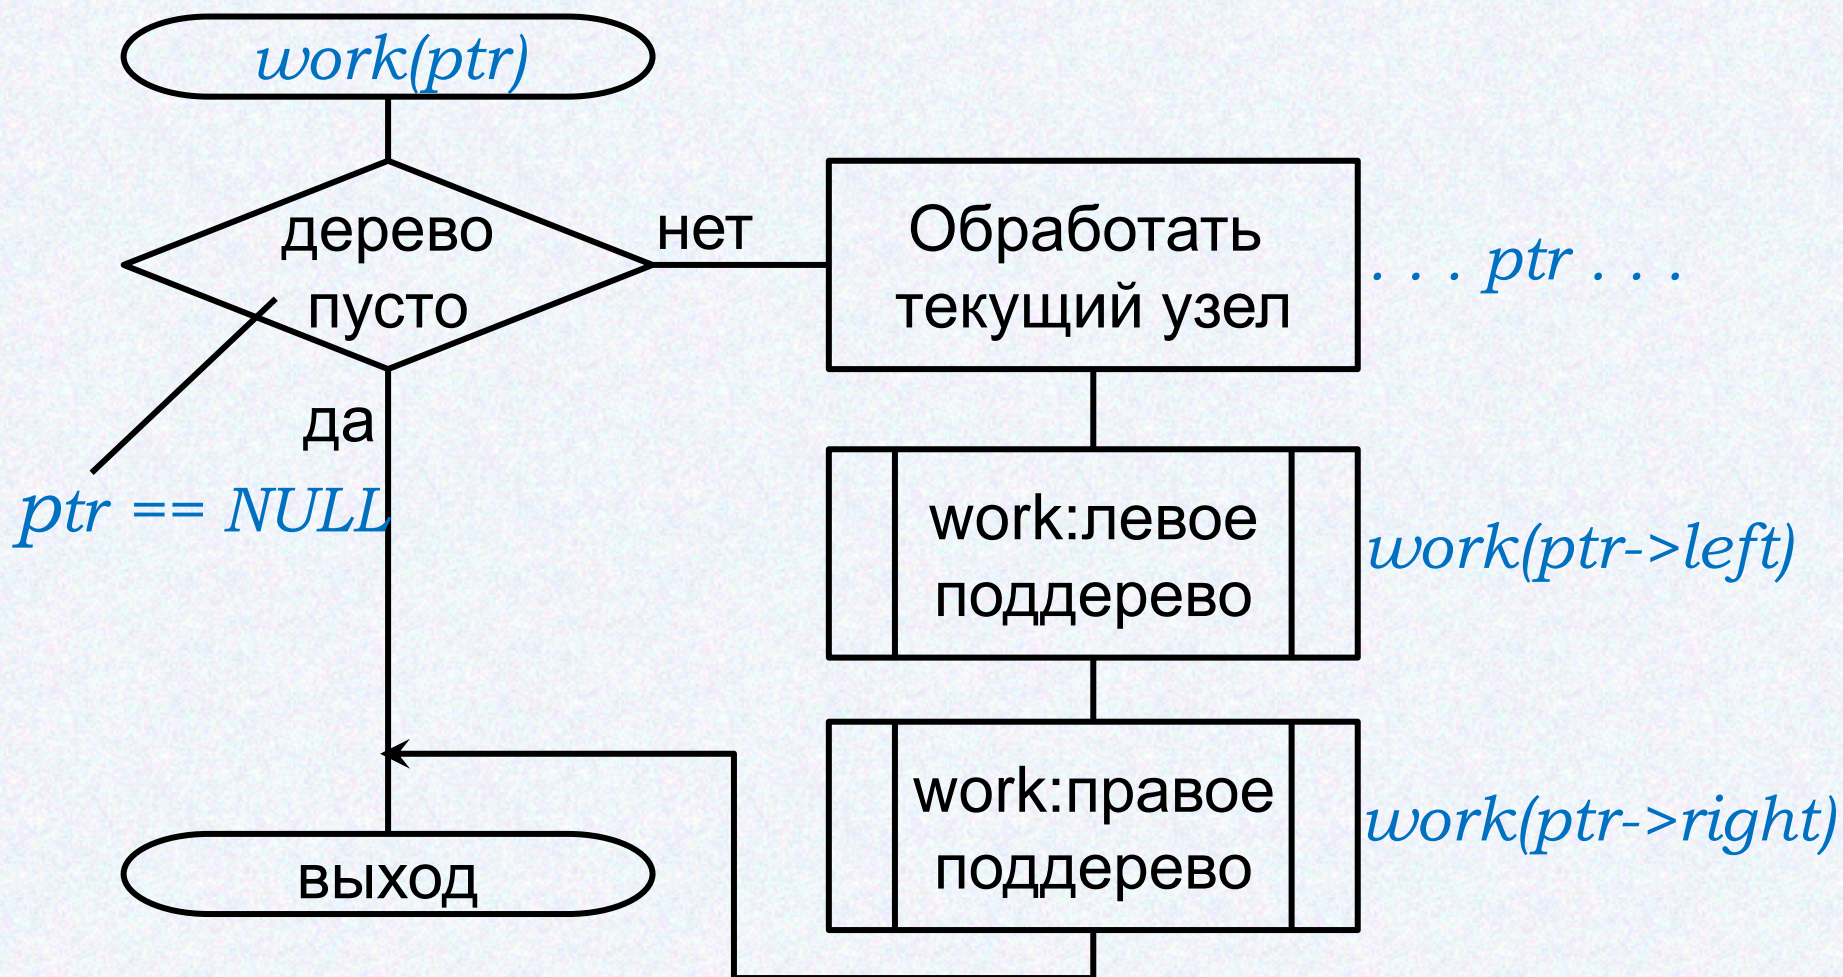 work(ptr)
дерево
пусто
нет
да
ptr == NULL
Обработать
текущий узел
. . . ptr . . .
work:левое
поддерево
work(ptr->left)
work:правое
поддерево
work(ptr->right)
выход